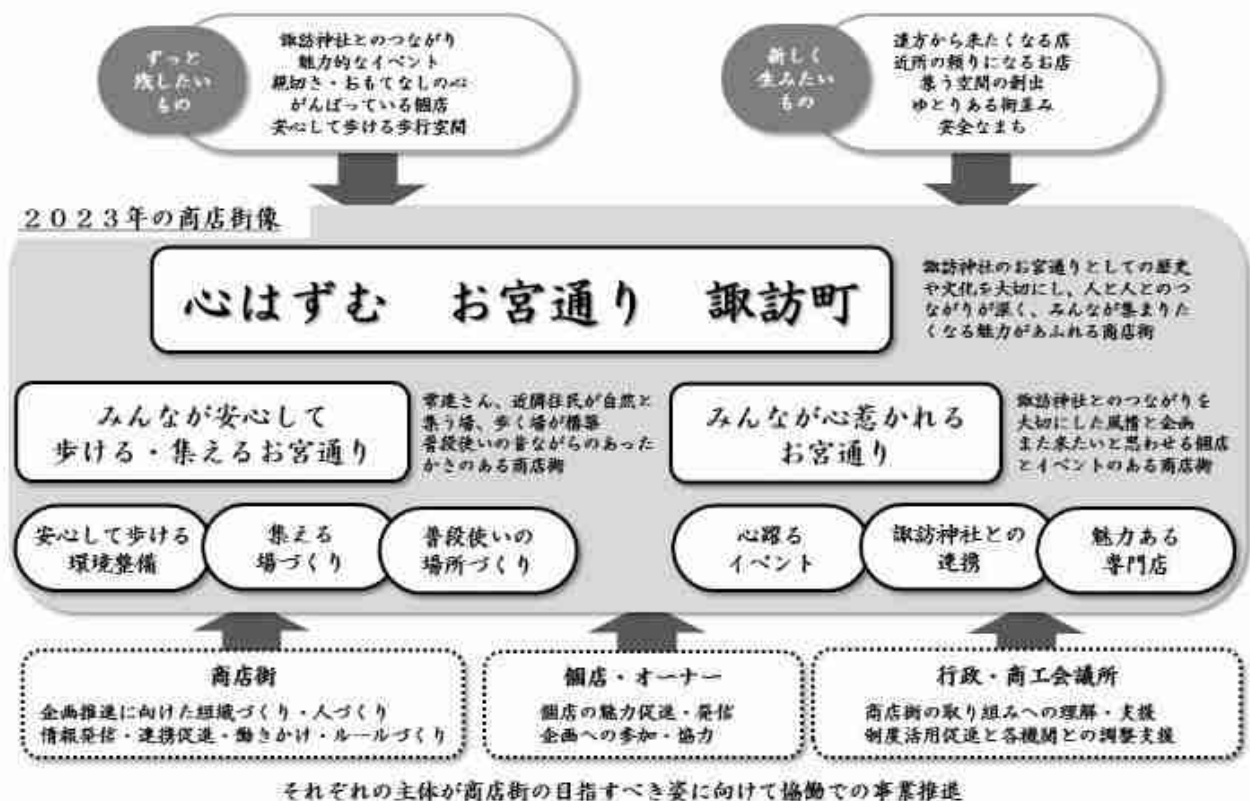 ずっと
残したい
もの
諏訪神社とのつながり
魅力的なイベント
親切さ・おもてなしの心
がんばっている個店
安心して歩ける歩行空間
新しく
生みたい
もの
遠方から来たくなる店
近所の頼りになるお店
集う空間の創出
ゆとりある街並み
安全なまち
2023年の商店街像
心はずむ お宮通り 諏訪町
諏訪神社のお宮通りとしての歴史
や文化を大切にし、人と人とのつ
ながりが深く、みんなが集まりた
くなる魅力があふれる商店街
みんなが安心して
歩ける・集えるお宮通り
常連さん、近隣住民が自然と
集う場、歩く場が構築
普段使いの昔ながらのあった
かさのある商店街
みんなが心惹かれる
お宮通り
諏訪神社とのつながりを
大切にした風情と企画
また来たいと思わせる個店
とイベントのある商店街
安心して歩ける
環境整備
集える
場づくり
普段使いの
場所づくり
心躍る
イベント
諏訪神社との
連携
魅力ある
専門店
商店街
企画推進に向けた組織づくり・人づくり
情報発信・連携促進・働きかけ・ルールづくり
個店・オーナー
個店の魅力促進・発信
企画への参加・協力
行政・商工会議所
商店街の取り組みへの理解・支援
制度活用促進と各機関との調整支援
それぞれの主体が商店街の目指すべき姿に向けて協働での事業推進